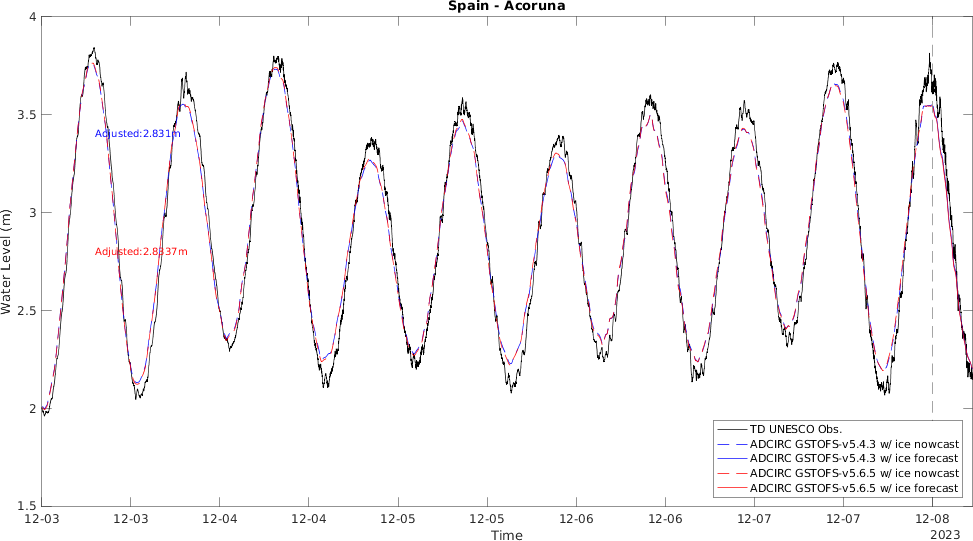 Spain - Acoruna
4
3.5
3
2.5
2
1.5
Water Level (m)
Adjusted:2.831m
Adjusted:2.8337m
TD UNESCO Obs.
ADCIRC GSTOFS-v5.4.3 w/ ice nowcast
ADCIRC GSTOFS-v5.4.3 w/ ice forecast
ADCIRC GSTOFS-v5.6.5 w/ ice nowcast
ADCIRC GSTOFS-v5.6.5 w/ ice forecast
12-03 12-03 12-04 12-04 12-05 12-05 12-06 12-06 12-07 12-07 12-08
2023
Time